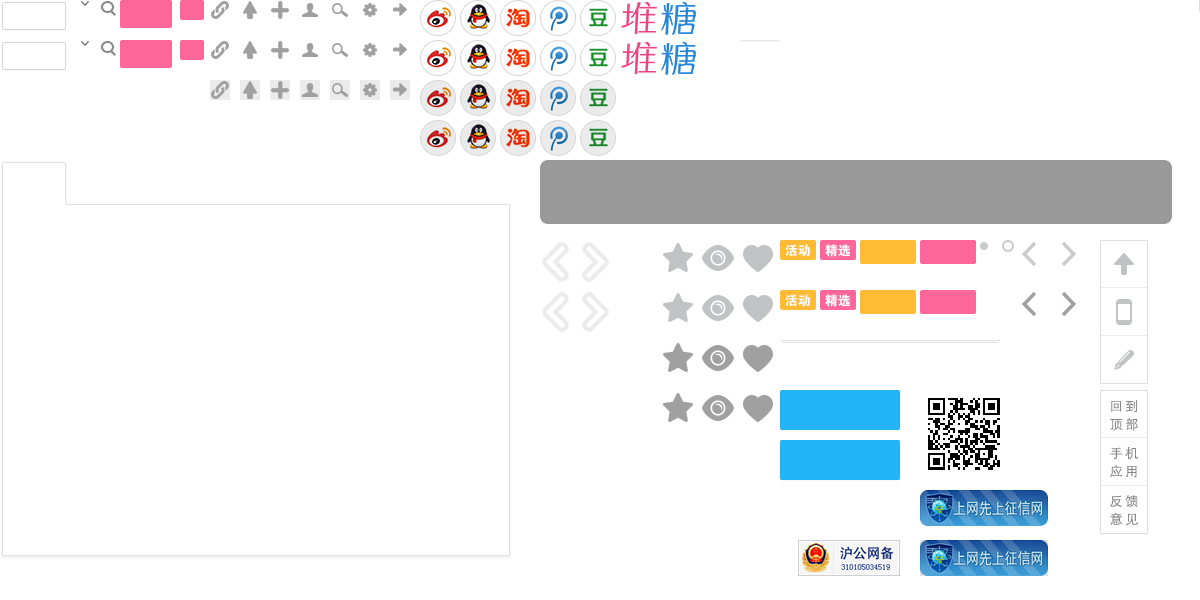 淘
豆
堆糖
淘
豆
堆糖
淘
豆
淘
豆
活动
精选
活动
精选
回到
顶部
手机
应用
反馈
意见
上网先上征信网
沪公网备
310105034519
上网先上征信网